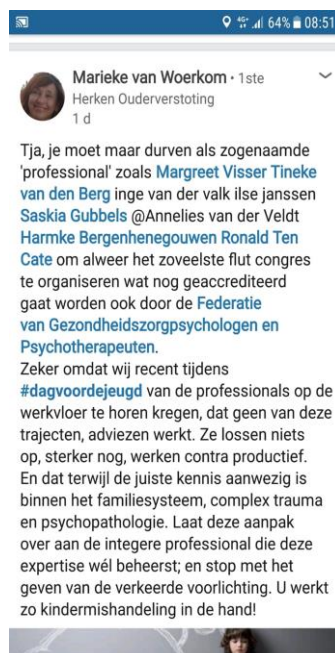 64% 08:51
Marieke van Woerkom · 1ste
Herken Ouderverstoting
1 d
Tja, je moet maar durven als zogenaamde
'professional' zoals Margreet Visser Tineke
van den Berg inge van der valk ilse janssen
Saskia Gubbels @Annelies van der Veldt
Harmke Bergenhenegouwen Ronald Ten
Cate om alweer het zoveelste flut congres
te organiseren wat nog geaccrediteerd
gaat worden ook door de Federatie
van Gezondheidszorgpsychologen en
Psychotherapeuten.
Zeker omdat wij recent tijdens
#dagvoordejeugd van de professionals op de
werkvloer te horen kregen, dat geen van deze
trajecten, adviezen werkt. Ze lossen niets
op, sterker nog, werken contra productief.
En dat terwijl de juiste kennis aanwezig is
binnen het familiesysteem, complex trauma
en psychopathologie. Laat deze aanpak
over aan de integere professional die deze
expertise wél beheerst; en stop met het
geven van de verkeerde voorlichting. U werkt
zo kindermishandeling in de hand!